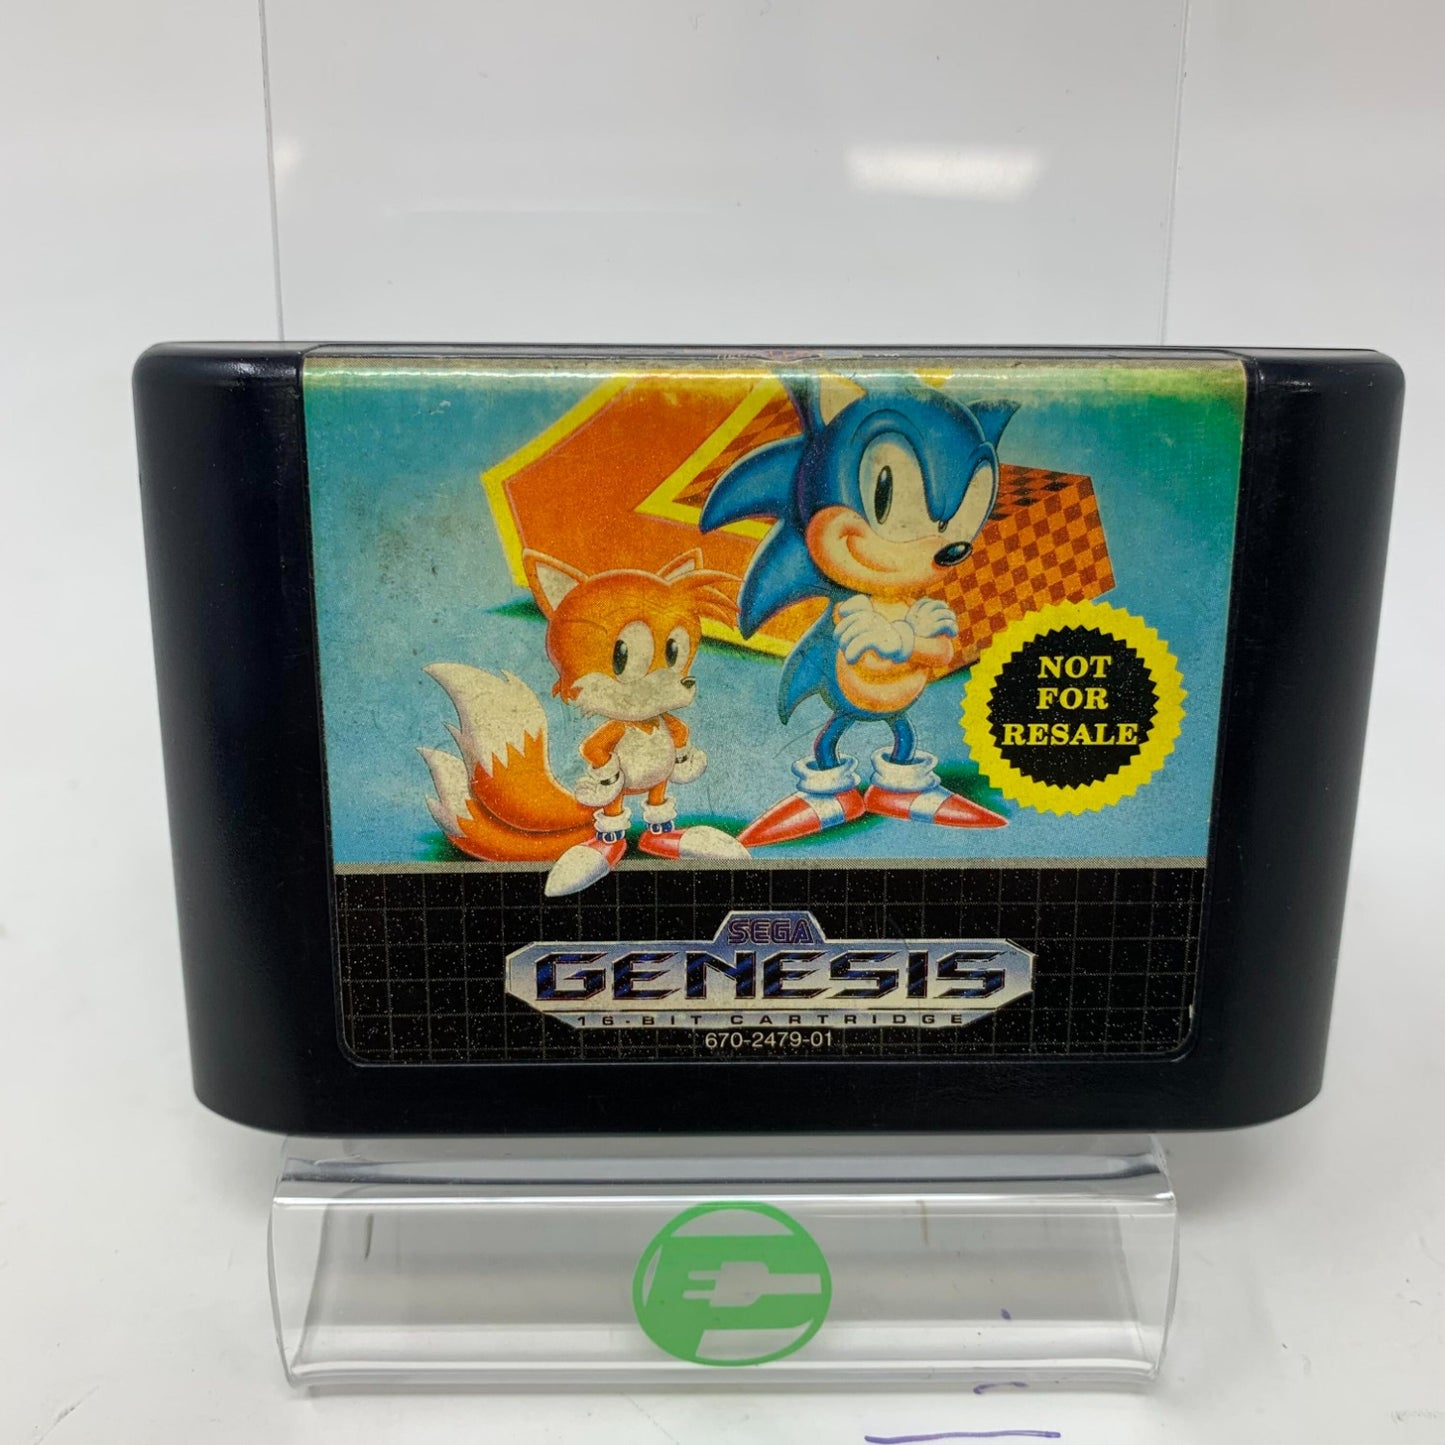 NOT
FOR
RESALE
SEGA
GENESIS
16-BIT CARTRIDGE
670-2479-01